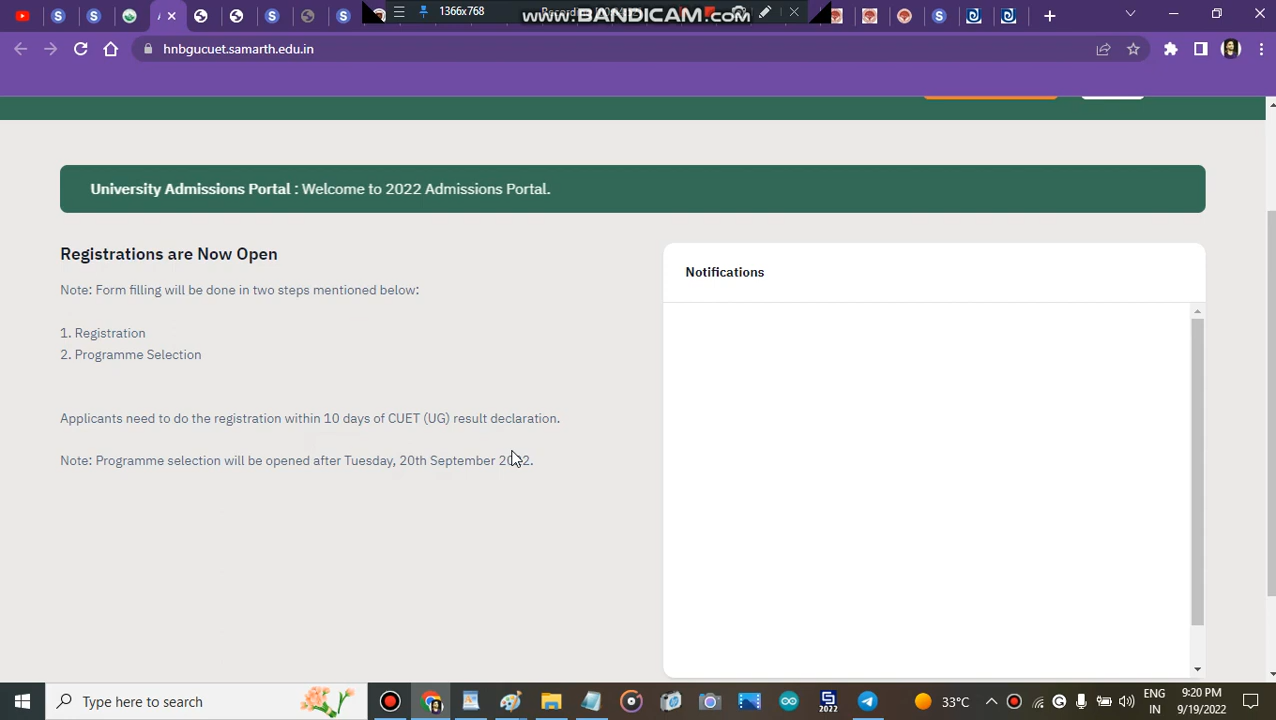 1366x768
www.BANDICAM.com
hnbgucuet.samarth.edu.in
University Admissions Portal : Welcome to 2022 Admissions Portal.
Registrations are Now Open
Note: Form filling will be done in two steps mentioned below:
1. Registration
2. Programme Selection
Applicants need to do the registration within 10 days of CUET (UG) result declaration.
Note: Programme selection will be opened after Tuesday, 20th September 2022.
Notifications
Type here to search
2022
33°C
ENG
IN
9:20 PM
9/19/2022